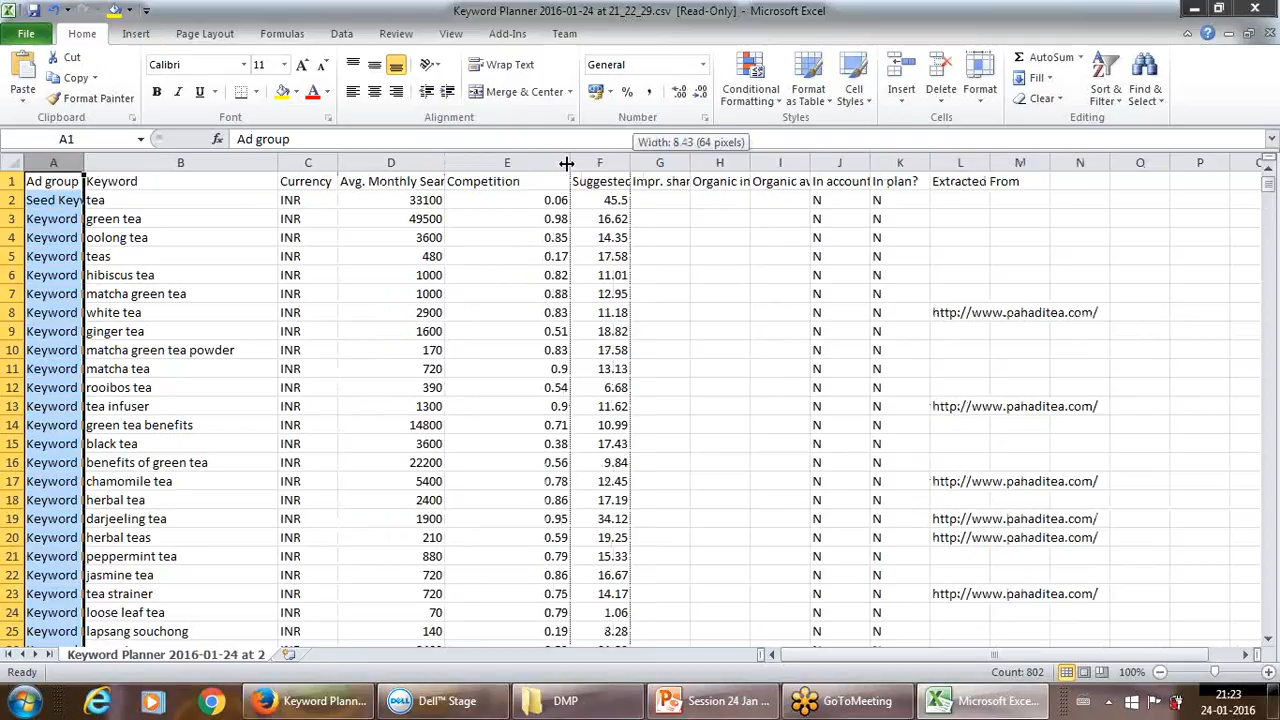 Keyword Planner 2016-01-24 at 21_22_29.csv [Read-Only] - Microsoft Excel
File Home Insert Page Layout Formulas Data Review View Add-Ins Team
Cut Calibri 11 Wrap Text General AutoSum
Copy Fill
Paste Format Painter Merge & Center Conditional Formatting Format as Table Cell Styles Insert Delete Format Clear Sort & Filter Find & Select
Clipboard Font Alignment Number Styles Cells Editing
A1 fx Ad group
Width: 8.43 (64 pixels)
A B C D E F G H I J K L M N O P
1 Ad group Keyword Currency Avg. Monthly Sear Competition Suggested Impr. shar Organic in Organic av In account In plan? Extracted From
2 Seed Key tea INR 33100 0.06 45.5 N N
3 Keyword green tea INR 49500 0.98 16.62 N N
4 Keyword oolong tea INR 3600 0.85 14.35 N N
5 Keyword teas INR 480 0.17 17.58 N N
6 Keyword hibiscus tea INR 1000 0.82 11.01 N N
7 Keyword matcha green tea INR 1000 0.88 12.95 N N
8 Keyword white tea INR 2900 0.83 11.18 N N http://www.pahaditea.com/
9 Keyword ginger tea INR 1600 0.51 18.82 N N
10 Keyword matcha green tea powder INR 170 0.83 17.58 N N
11 Keyword matcha tea INR 720 0.9 13.13 N N
12 Keyword rooibos tea INR 390 0.54 6.68 N N
13 Keyword tea infuser INR 1300 0.9 11.62 N N http://www.pahaditea.com/
14 Keyword green tea benefits INR 14800 0.71 10.99 N N
15 Keyword black tea INR 3600 0.38 17.43 N N
16 Keyword benefits of green tea INR 22200 0.56 9.84 N N
17 Keyword chamomile tea INR 5400 0.78 12.45 N N http://www.pahaditea.com/
18 Keyword herbal tea INR 2400 0.86 17.19 N N
19 Keyword darjeeling tea INR 1900 0.95 34.12 N N http://www.pahaditea.com/
20 Keyword herbal teas INR 210 0.59 19.25 N N http://www.pahaditea.com/
21 Keyword peppermint tea INR 880 0.79 15.33 N N
22 Keyword jasmine tea INR 720 0.86 16.67 N N
23 Keyword tea strainer INR 720 0.75 14.17 N N http://www.pahaditea.com/
24 Keyword loose leaf tea INR 70 0.79 1.06 N N
25 Keyword lapsang souchong INR 140 0.19 8.28 N N
Keyword Planner 2016-01-24 at 2
Ready Count: 802 100%
Keyword Plann... Dell™ Stage DMP Session 24 Jan ... GoToMeeting Microsoft Exce... 21:23
24-01-2016